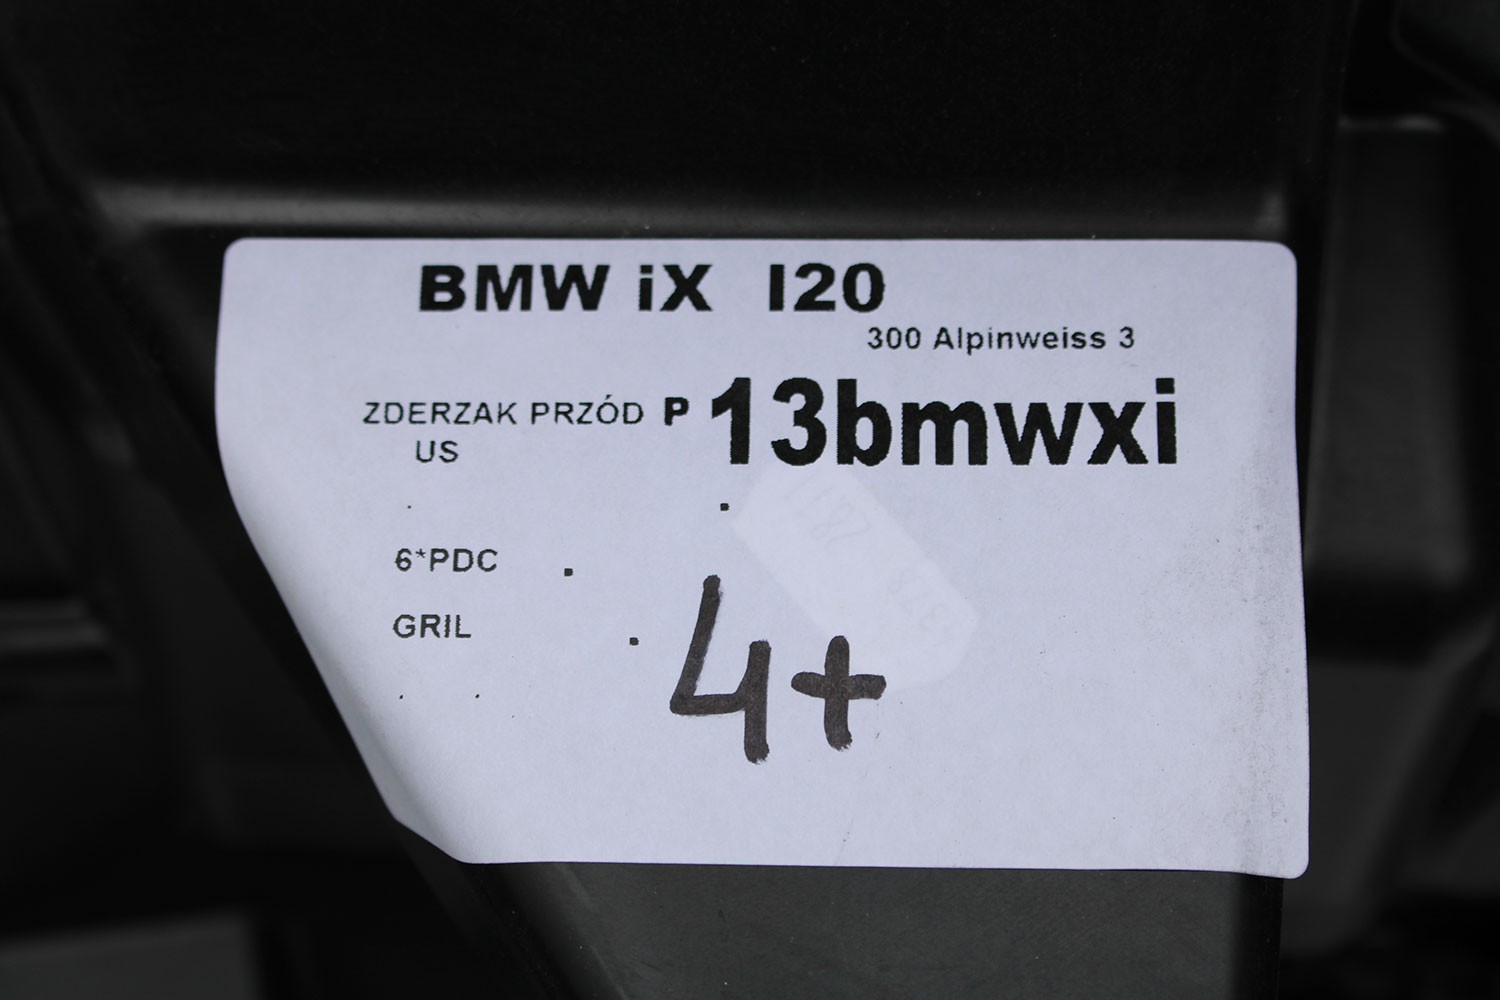 BMW iX I20
300 Alpinweiss 3
ZDERZAK PRZÓD P 13bmwxi
US
6*PDC
GRIL
4+